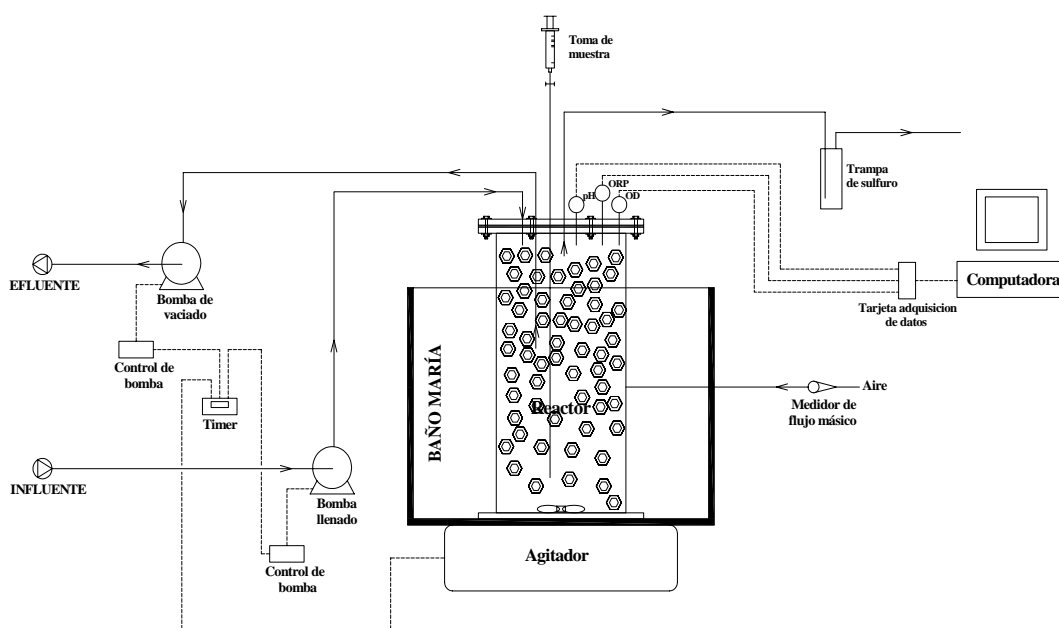 Toma de
muestra
Trampa
de sulfuro
ORP
pH
OD
EFLUENTE
Bomba de
vaciado
Computadora
Tarjeta adquisicion
de datos
Control de
bomba
Timer
BAÑO MARÍA
Reactor
Aire
Medidor de
flujo másico
INFLUENTE
Bomba
llenado
Control de
bomba
Agitador